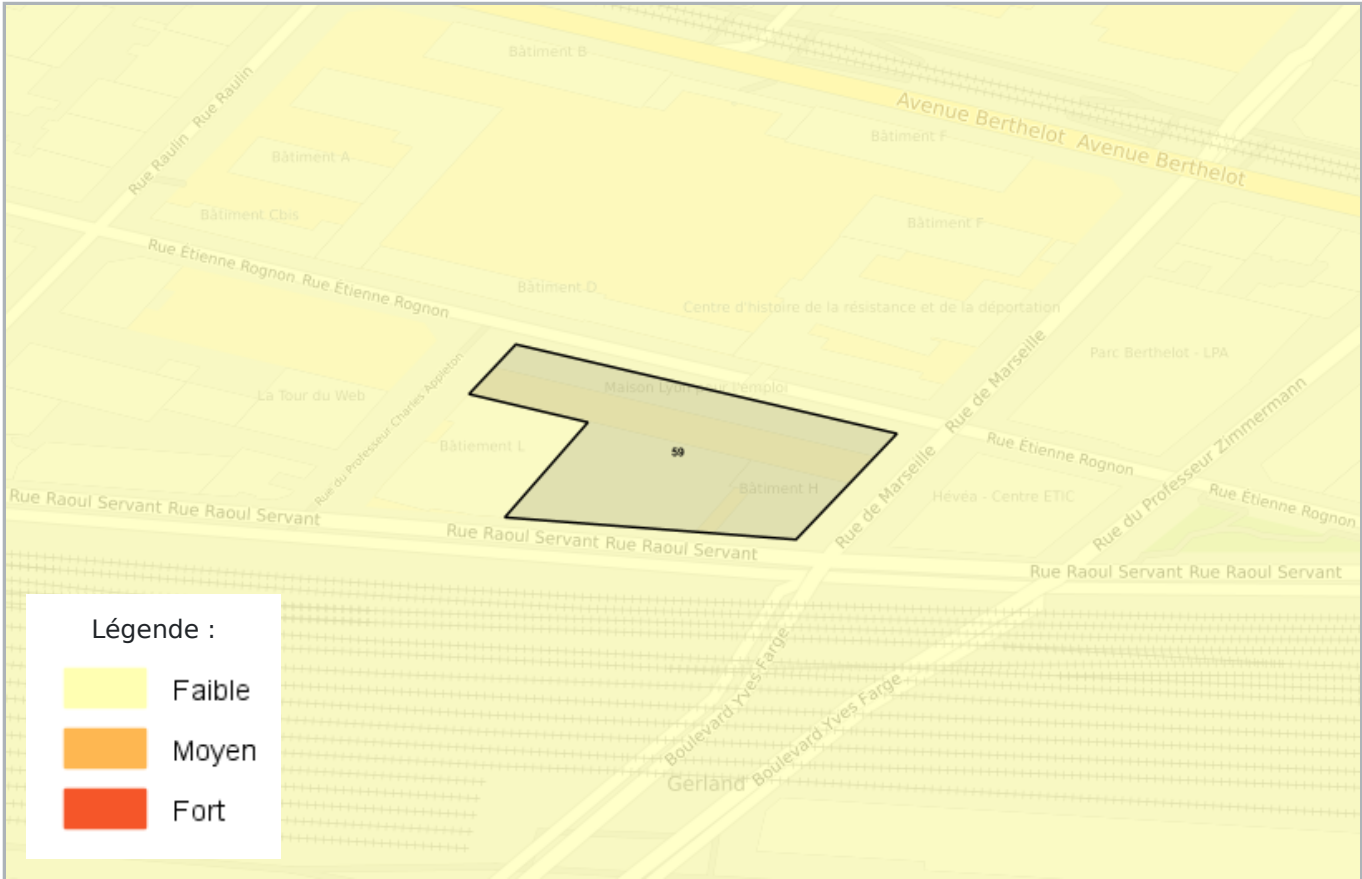 Bâtiment B
Rue Raulin Rue Raulin
Avenue Berthelot Avenue Berthelot
Bâtiment F
Bâtiment A
Bâtiment Cbis
Bâtiment F
Rue Étienne Rognon Rue Étienne Rognon
Bâtiment D
Centre d'histoire de la résistance et de la déportation
Parc Berthelot - LPA
Maison Lyon pour l'emploi
La Tour du Web
Rue du Professeur Charles Appleton
Rue de Marseille
Rue de Marseille
Rue du Professeur Zimmermann
Bâtiement L
59
Rue Étienne Rognon
Rue Étienne Rognon
Bâtiment H
Hévéa - Centre ETIC
Rue Raoul Servant Rue Raoul Servant
Rue Raoul Servant Rue Raoul Servant
Rue Raoul Servant Rue Raoul Servant
Boulevard Yves Farge
Boulevard Yves Farge
Gerland
Légende :
Faible
Moyen
Fort